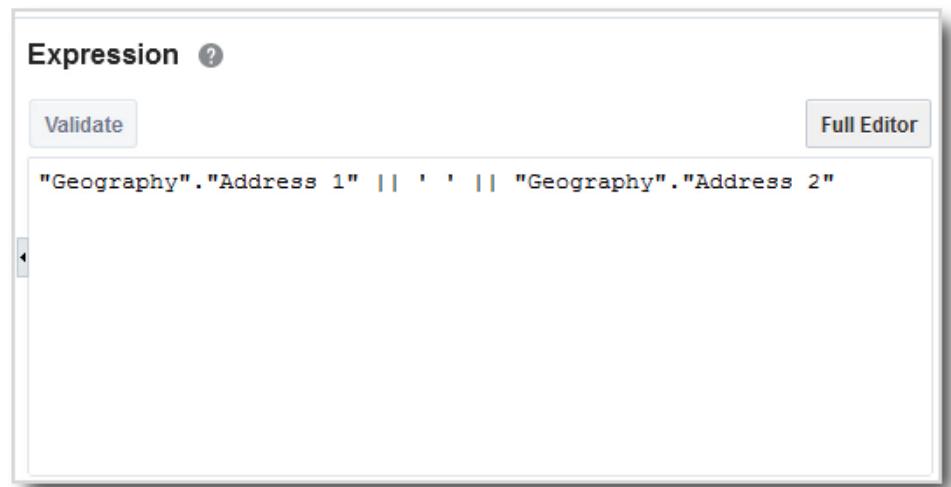 Expression ?
Validate Full Editor
"Geography"."Address 1" || ' ' || "Geography"."Address 2"